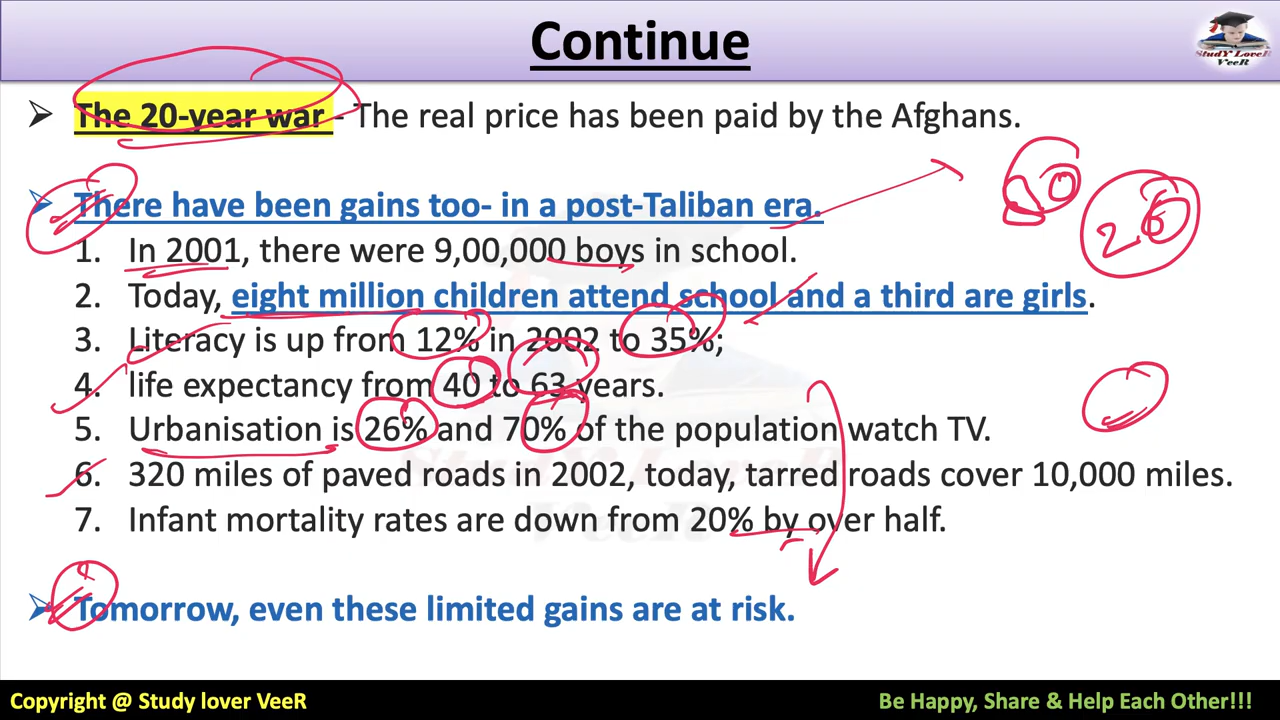 Continue
StudY LoveR
VeeR
The 20-year war - The real price has been paid by the Afghans.
There have been gains too- in a post-Taliban era.
1. In 2001, there were 9,00,000 boys in school.
2. Today, eight million children attend school and a third are girls.
3. Literacy is up from 12% in 2002 to 35%;
4. life expectancy from 40 to 63 years.
5. Urbanisation is 26% and 70% of the population watch TV.
6. 320 miles of paved roads in 2002, today, tarred roads cover 10,000 miles.
7. Infant mortality rates are down from 20% by over half.
Tomorrow, even these limited gains are at risk.
Copyright @ Study lover VeeR
Be Happy, Share & Help Each Other!!!